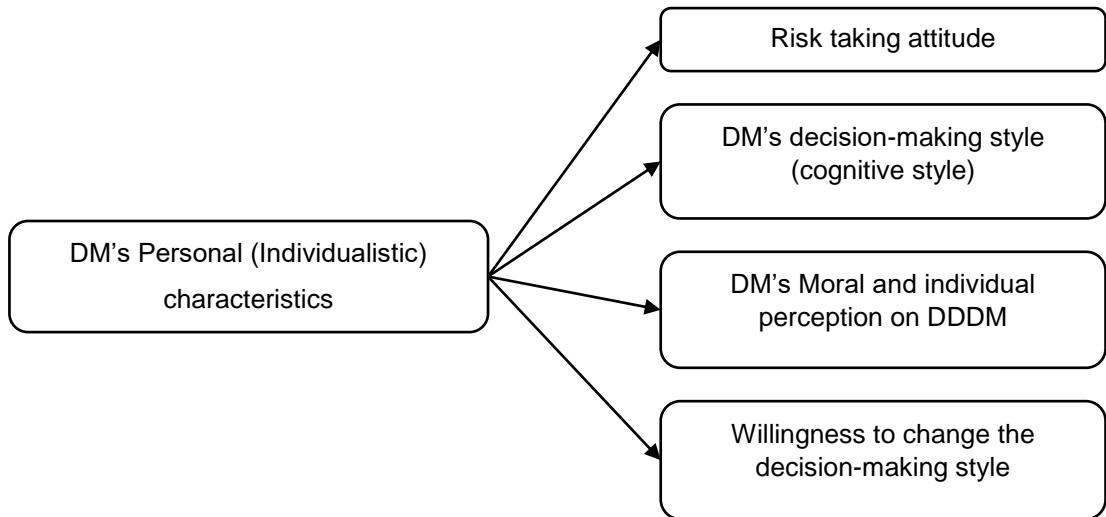 Risk taking attitude
DM’s decision-making style
(cognitive style)
DM’s Personal (Individualistic)
characteristics
DM’s Moral and individual
perception on DDDM
Willingness to change the
decision-making style